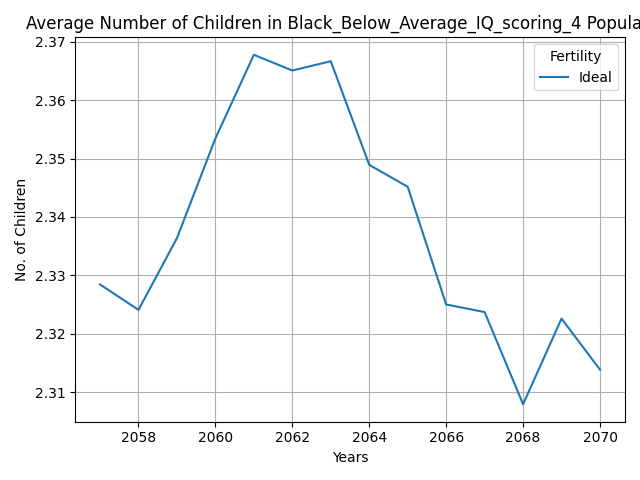 Average Number of Children in Black_Below_Average_IQ_scoring_4 Popula
Fertility
Ideal
No. of Children
2.37
2.36
2.35
2.34
2.33
2.32
2.31
2058 2060 2062 2064 2066 2068 2070
Years